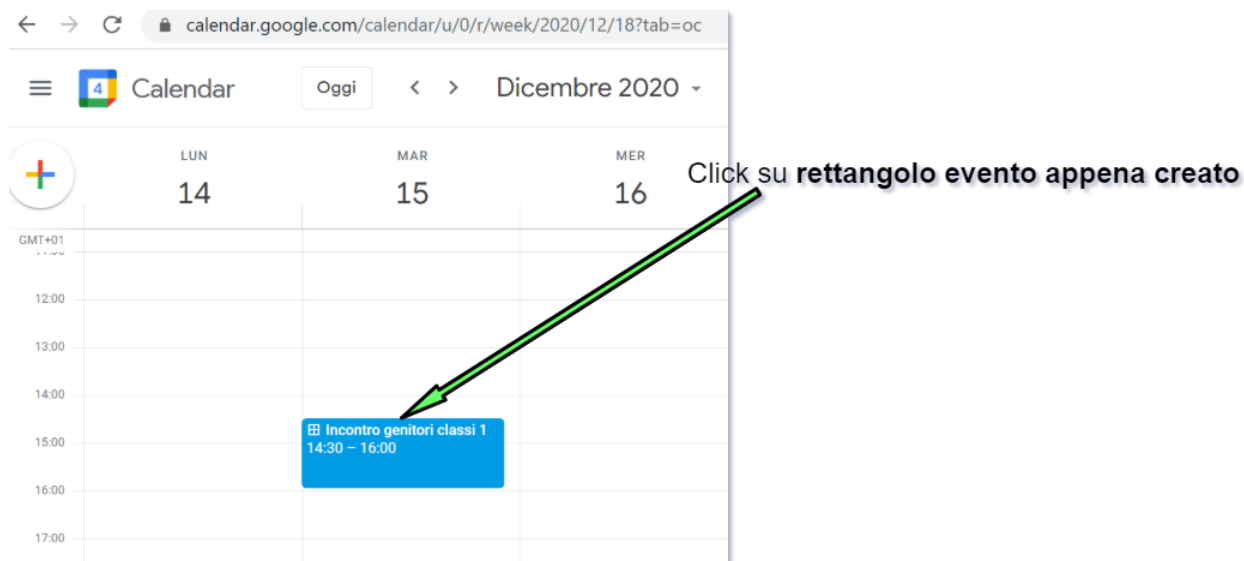 calendar.google.com/calendar/u/0/r/week/2020/12/18?tab=oc
4 Calendar Oggi Dicembre 2020
LUN MAR MER
14 15 16
Click su rettangolo evento appena creato
GMT+01
12:00
13:00
14:00
Incontro genitori classi 1
14:30 – 16:00
15:00
16:00
17:00